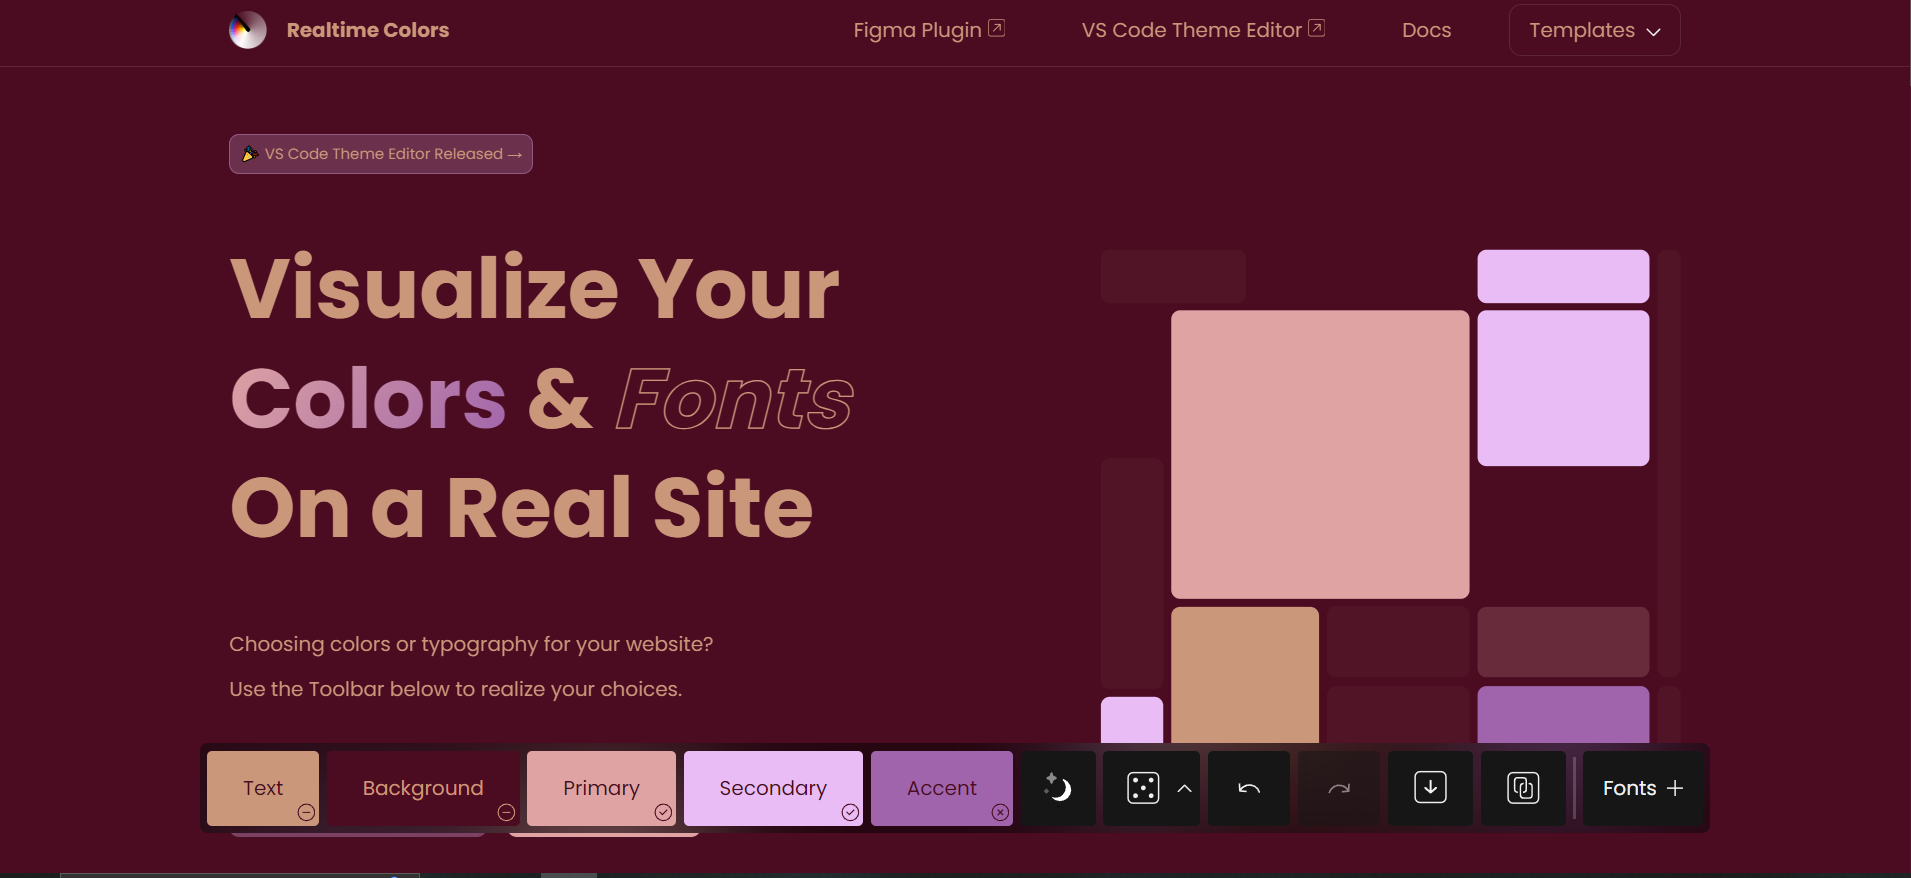 Realtime Colors
Figma Plugin
VS Code Theme Editor
Docs
Templates
VS Code Theme Editor Released →
Visualize Your
Colors & Fonts
On a Real Site
Choosing colors or typography for your website?
Use the Toolbar below to realize your choices.
Text
Background
Primary
Secondary
Accent
Fonts